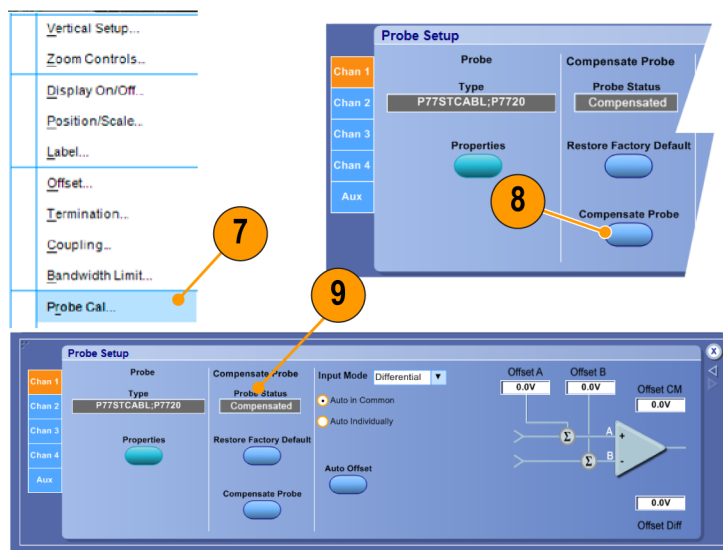 Vertical Setup...
Zoom Controls..
Display On/Off...
Position/Scale...
Label...
Offset...
Termination...
Coupling...
Bandwidth Limit...
Probe Cal...
7
Probe Setup
Chan 1
Chan 2
Chan 3
Chan 4
Aux
Probe
Type
P77STCABL;P7720
Properties
Compensate Probe
Probe Status
Compensated
Restore Factory Default
Compensate Probe
8
9
Probe Setup
Chan 1
Chan 2
Chan 3
Chan 4
Aux
Probe
Type
P77STCABL;P7720
Properties
Compensate Probe
Probe Status
Compensated
Restore Factory Default
Compensate Probe
Input Mode Differential
Auto in Common
Auto Individually
Auto Offset
Offset A
0.0V
Offset B
0.0V
Offset CM
0.0V
Σ
A
+
Σ
B
-
0.0V
Offset Diff
X